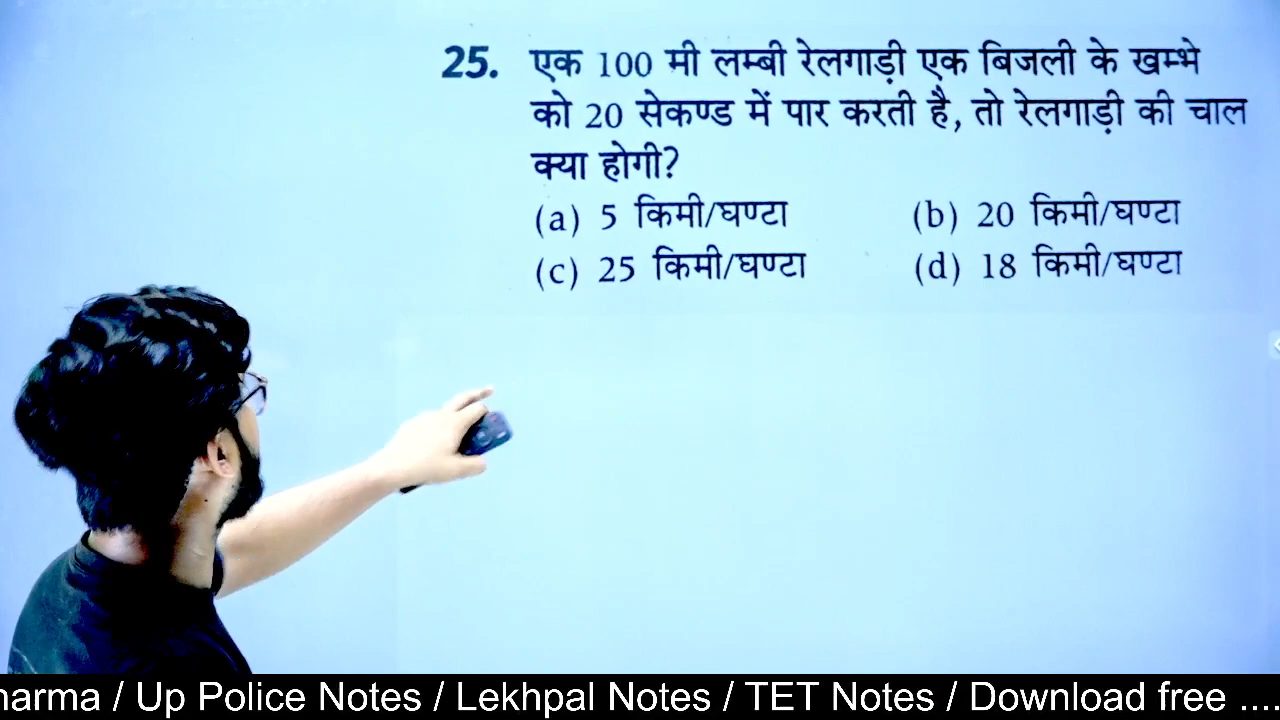 25. एक 100 मी लम्बी रेलगाड़ी एक बिजली के खम्भे
को 20 सेकण्ड में पार करती है, तो रेलगाड़ी की चाल
क्या होगी?
(a) 5 किमी/घण्टा (b) 20 किमी/घण्टा
(c) 25 किमी/घण्टा (d) 18 किमी/घण्टा
harma / Up Police Notes / Lekhpal Notes / TET Notes / Download free ....